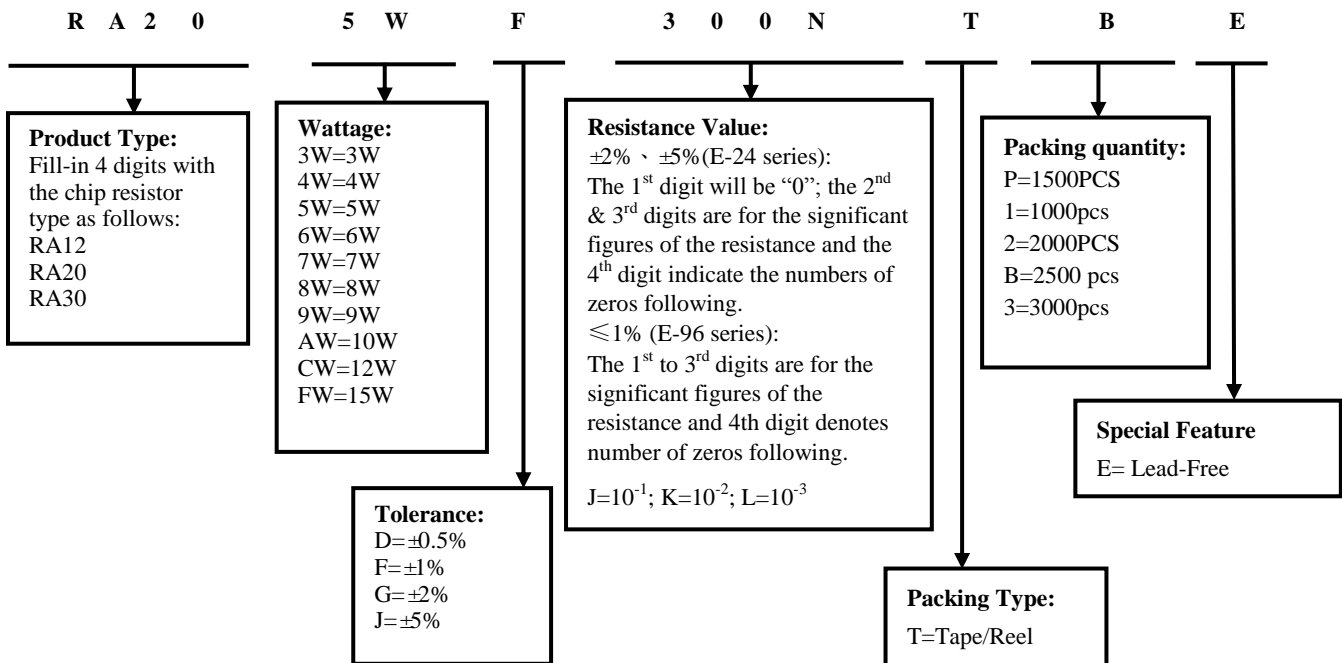 R A 2 0 5 W F 3 0 0 N T B E
Product Type:
Fill-in 4 digits with
the chip resistor
type as follows:
RA12
RA20
RA30
Wattage:
3W=3W
4W=4W
5W=5W
6W=6W
7W=7W
8W=8W
9W=9W
AW=10W
CW=12W
FW=15W
Tolerance:
D=±0.5%
F=±1%
G=±2%
J=±5%
Resistance Value:
±2%、±5%(E-24 series):
The 1st digit will be “0”; the 2nd
& 3rd digits are for the significant
figures of the resistance and the
4th digit indicate the numbers of
zeros following.
≦1% (E-96 series):
The 1st to 3rd digits are for the
significant figures of the
resistance and 4th digit denotes
number of zeros following.
J=10-1; K=10-2; L=10-3
Packing Type:
T=Tape/Reel
Packing quantity:
P=1500PCS
1=1000pcs
2=2000PCS
B=2500 pcs
3=3000pcs
Special Feature
E= Lead-Free